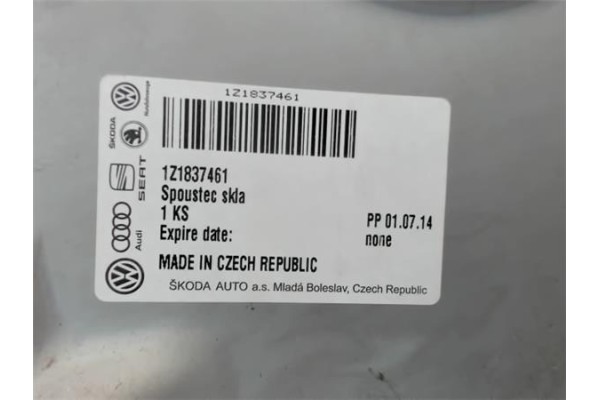 1Z1837461
1Z1837461
Spoustec skla
1 KS
PP 01.07.14
Expire date:
none
MADE IN CZECH REPUBLIC
ŠKODA AUTO a.s. Mladá Boleslav, Czech Republic
ŠKODA
SEAT
Audi
Nutzfahrzeuge